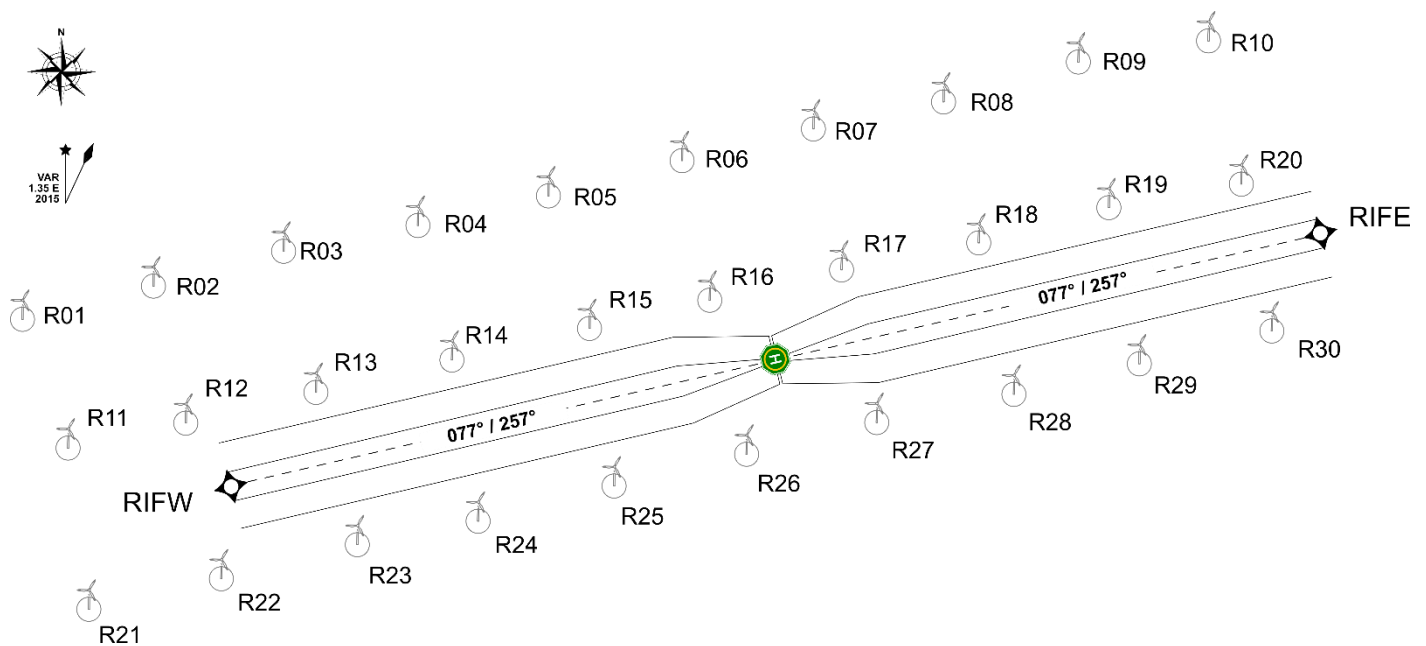 N
VAR
1.35 E
2015
R01
R02
R03
R04
R05
R06
R07
R08
R09
R10
R11
R12
R13
R14
R15
R16
R17
R18
R19
R20
RIFE
077° / 257°
H
077° / 257°
RIFW
R21
R22
R23
R24
R25
R26
R27
R28
R29
R30